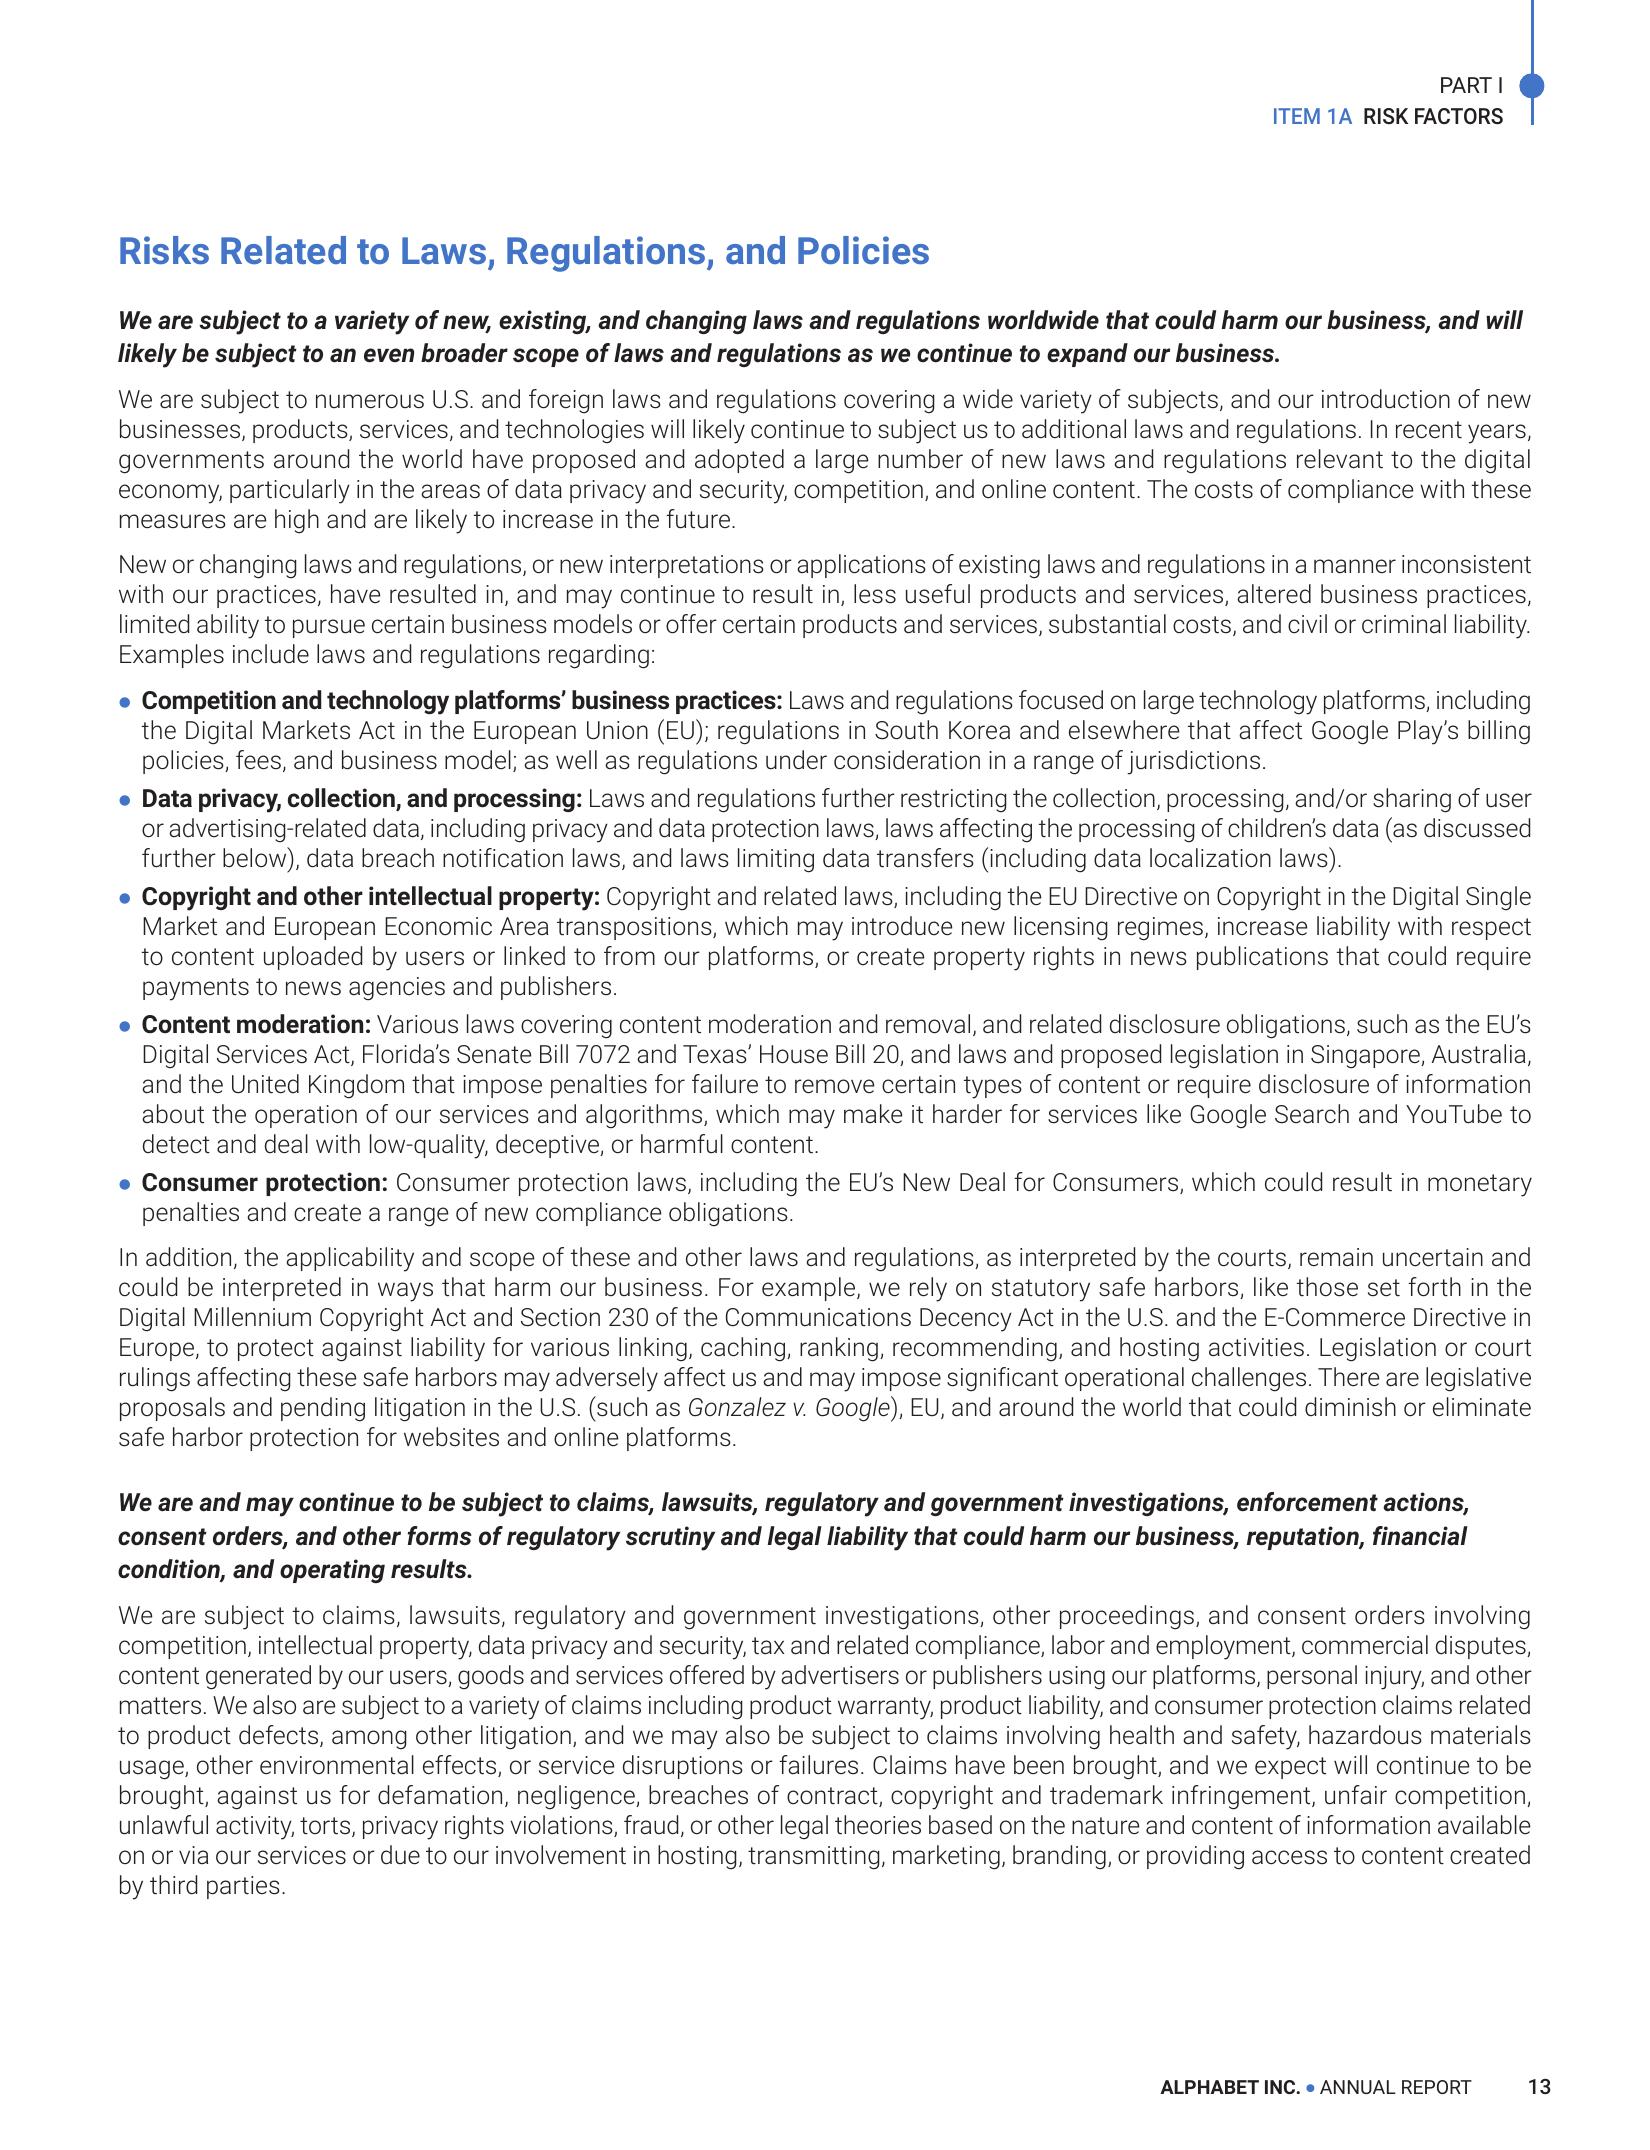 PART I
ITEM 1A RISK FACTORS
Risks Related to Laws, Regulations, and Policies
We are subject to a variety of new, existing, and changing laws and regulations worldwide that could harm our business, and will
likely be subject to an even broader scope of laws and regulations as we continue to expand our business.
We are subject to numerous U.S. and foreign laws and regulations covering a wide variety of subjects, and our introduction of new
businesses, products, services, and technologies will likely continue to subject us to additional laws and regulations. In recent years,
governments around the world have proposed and adopted a large number of new laws and regulations relevant to the digital
economy, particularly in the areas of data privacy and security, competition, and online content. The costs of compliance with these
measures are high and are likely to increase in the future.
New or changing laws and regulations, or new interpretations or applications of existing laws and regulations in a manner inconsistent
with our practices, have resulted in, and may continue to result in, less useful products and services, altered business practices,
limited ability to pursue certain business models or offer certain products and services, substantial costs, and civil or criminal liability.
Examples include laws and regulations regarding:
● Competition and technology platforms’ business practices: Laws and regulations focused on large technology platforms, including
the Digital Markets Act in the European Union (EU); regulations in South Korea and elsewhere that affect Google Play’s billing
policies, fees, and business model; as well as regulations under consideration in a range of jurisdictions.
● Data privacy, collection, and processing: Laws and regulations further restricting the collection, processing, and/or sharing of user
or advertising-related data, including privacy and data protection laws, laws affecting the processing of children’s data (as discussed
further below), data breach notification laws, and laws limiting data transfers (including data localization laws).
● Copyright and other intellectual property: Copyright and related laws, including the EU Directive on Copyright in the Digital Single
Market and European Economic Area transpositions, which may introduce new licensing regimes, increase liability with respect
to content uploaded by users or linked to from our platforms, or create property rights in news publications that could require
payments to news agencies and publishers.
● Content moderation: Various laws covering content moderation and removal, and related disclosure obligations, such as the EU’s
Digital Services Act, Florida’s Senate Bill 7072 and Texas’ House Bill 20, and laws and proposed legislation in Singapore, Australia,
and the United Kingdom that impose penalties for failure to remove certain types of content or require disclosure of information
about the operation of our services and algorithms, which may make it harder for services like Google Search and YouTube to
detect and deal with low-quality, deceptive, or harmful content.
● Consumer protection: Consumer protection laws, including the EU’s New Deal for Consumers, which could result in monetary
penalties and create a range of new compliance obligations.
In addition, the applicability and scope of these and other laws and regulations, as interpreted by the courts, remain uncertain and
could be interpreted in ways that harm our business. For example, we rely on statutory safe harbors, like those set forth in the
Digital Millennium Copyright Act and Section 230 of the Communications Decency Act in the U.S. and the E-Commerce Directive in
Europe, to protect against liability for various linking, caching, ranking, recommending, and hosting activities. Legislation or court
rulings affecting these safe harbors may adversely affect us and may impose significant operational challenges. There are legislative
proposals and pending litigation in the U.S. (such as Gonzalez v. Google), EU, and around the world that could diminish or eliminate
safe harbor protection for websites and online platforms.
We are and may continue to be subject to claims, lawsuits, regulatory and government investigations, enforcement actions,
consent orders, and other forms of regulatory scrutiny and legal liability that could harm our business, reputation, financial
condition, and operating results.
We are subject to claims, lawsuits, regulatory and government investigations, other proceedings, and consent orders involving
competition, intellectual property, data privacy and security, tax and related compliance, labor and employment, commercial disputes,
content generated by our users, goods and services offered by advertisers or publishers using our platforms, personal injury, and other
matters. We also are subject to a variety of claims including product warranty, product liability, and consumer protection claims related
to product defects, among other litigation, and we may also be subject to claims involving health and safety, hazardous materials
usage, other environmental effects, or service disruptions or failures. Claims have been brought, and we expect will continue to be
brought, against us for defamation, negligence, breaches of contract, copyright and trademark infringement, unfair competition,
unlawful activity, torts, privacy rights violations, fraud, or other legal theories based on the nature and content of information available
on or via our services or due to our involvement in hosting, transmitting, marketing, branding, or providing access to content created
by third parties.
ALPHABET INC. ● ANNUAL REPORT 13